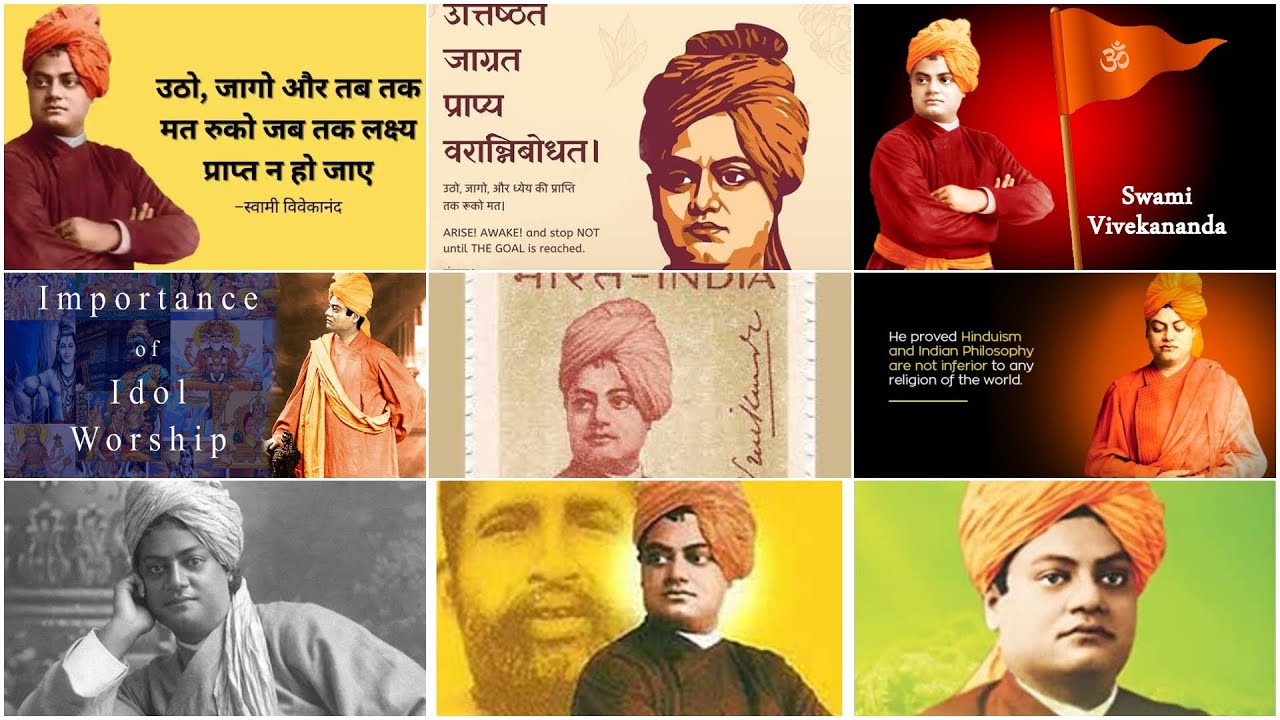 उठो, जागो और तब तक
मत रुको जब तक लक्ष्य
प्राप्त न हो जाए
–स्वामी विवेकानंद
उत्तिष्ठत
जाग्रत
प्राप्य
वरान्निबोधत।
उठो, जागो, और ध्येय की प्राप्ति
तक रूको मत।
ARISE! AWAKE! and stop NOT
until THE GOAL is reached.
ॐ
Swami
Vivekananda
Importance
of
Idol
Worship
भारत-INDIA
He proved Hinduism
and Indian Philosophy
are not inferior to any
religion of the world.